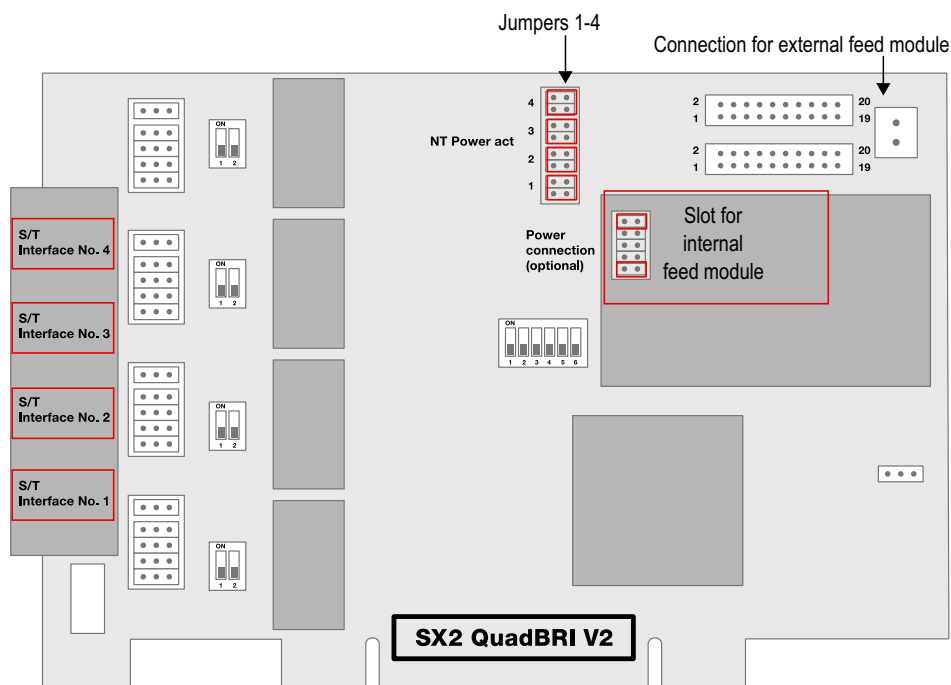 Jumpers 1-4
Connection for external feed module
4
3
NT Power act
2
1
2
20
1
19
2
20
1
19
ON
1 2
S/T
Interface No. 4
Power
connection
(optional)
Slot for
internal
feed module
ON
1 2
S/T
Interface No. 3
ON
1 2 3 4 5 6
S/T
Interface No. 2
ON
1 2
S/T
Interface No. 1
ON
1 2
SX2 QuadBRI V2